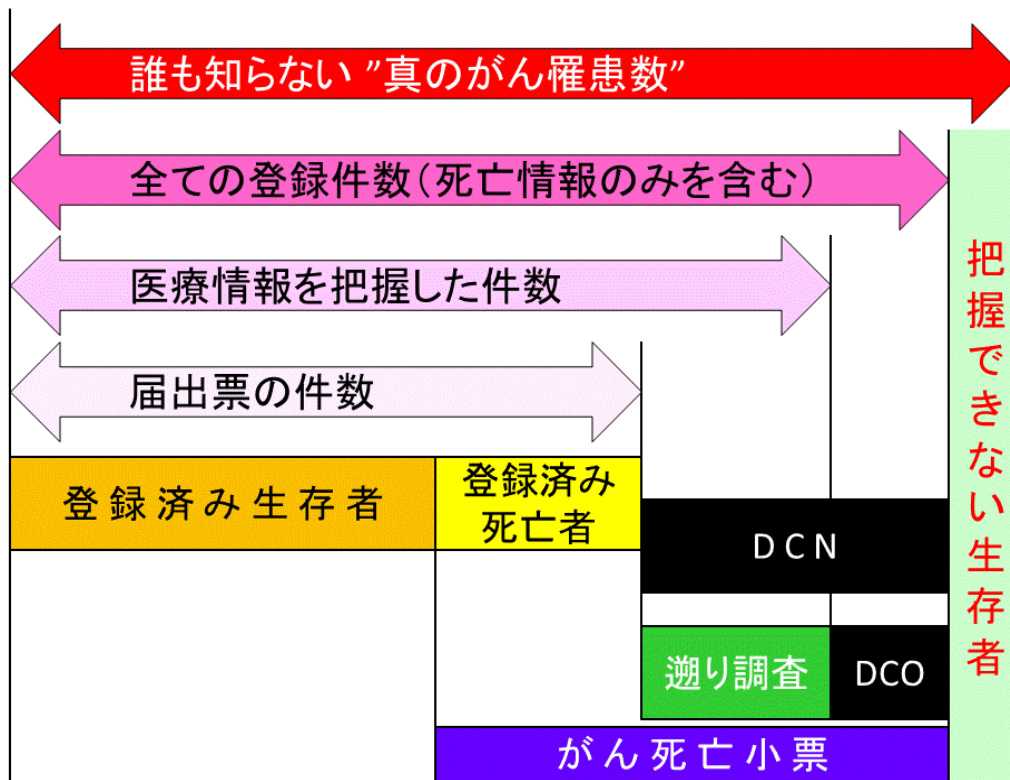 誰も知らない ”真のがん罹患数”
全ての登録件数（死亡情報のみを含む）
医療情報を把握した件数
届出票の件数
登録済み生存者
登録済み
死亡者
DCN
遡り調査
DCO
がん死亡小票
把握できない生存者